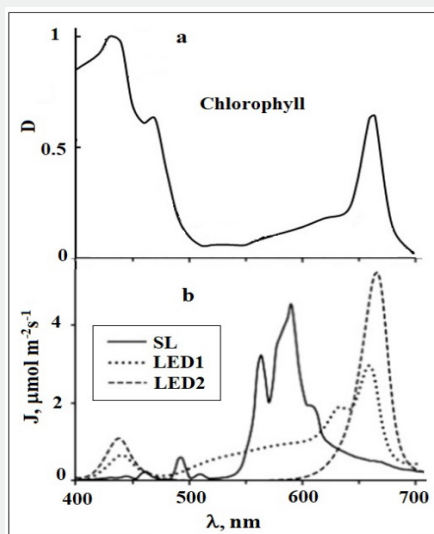 a
1
Chlorophyll
D
0.5
0
b
J, µmol m⁻²s⁻¹
4
SL
LED1
LED2
2
0
400 500 600 700
λ, nm